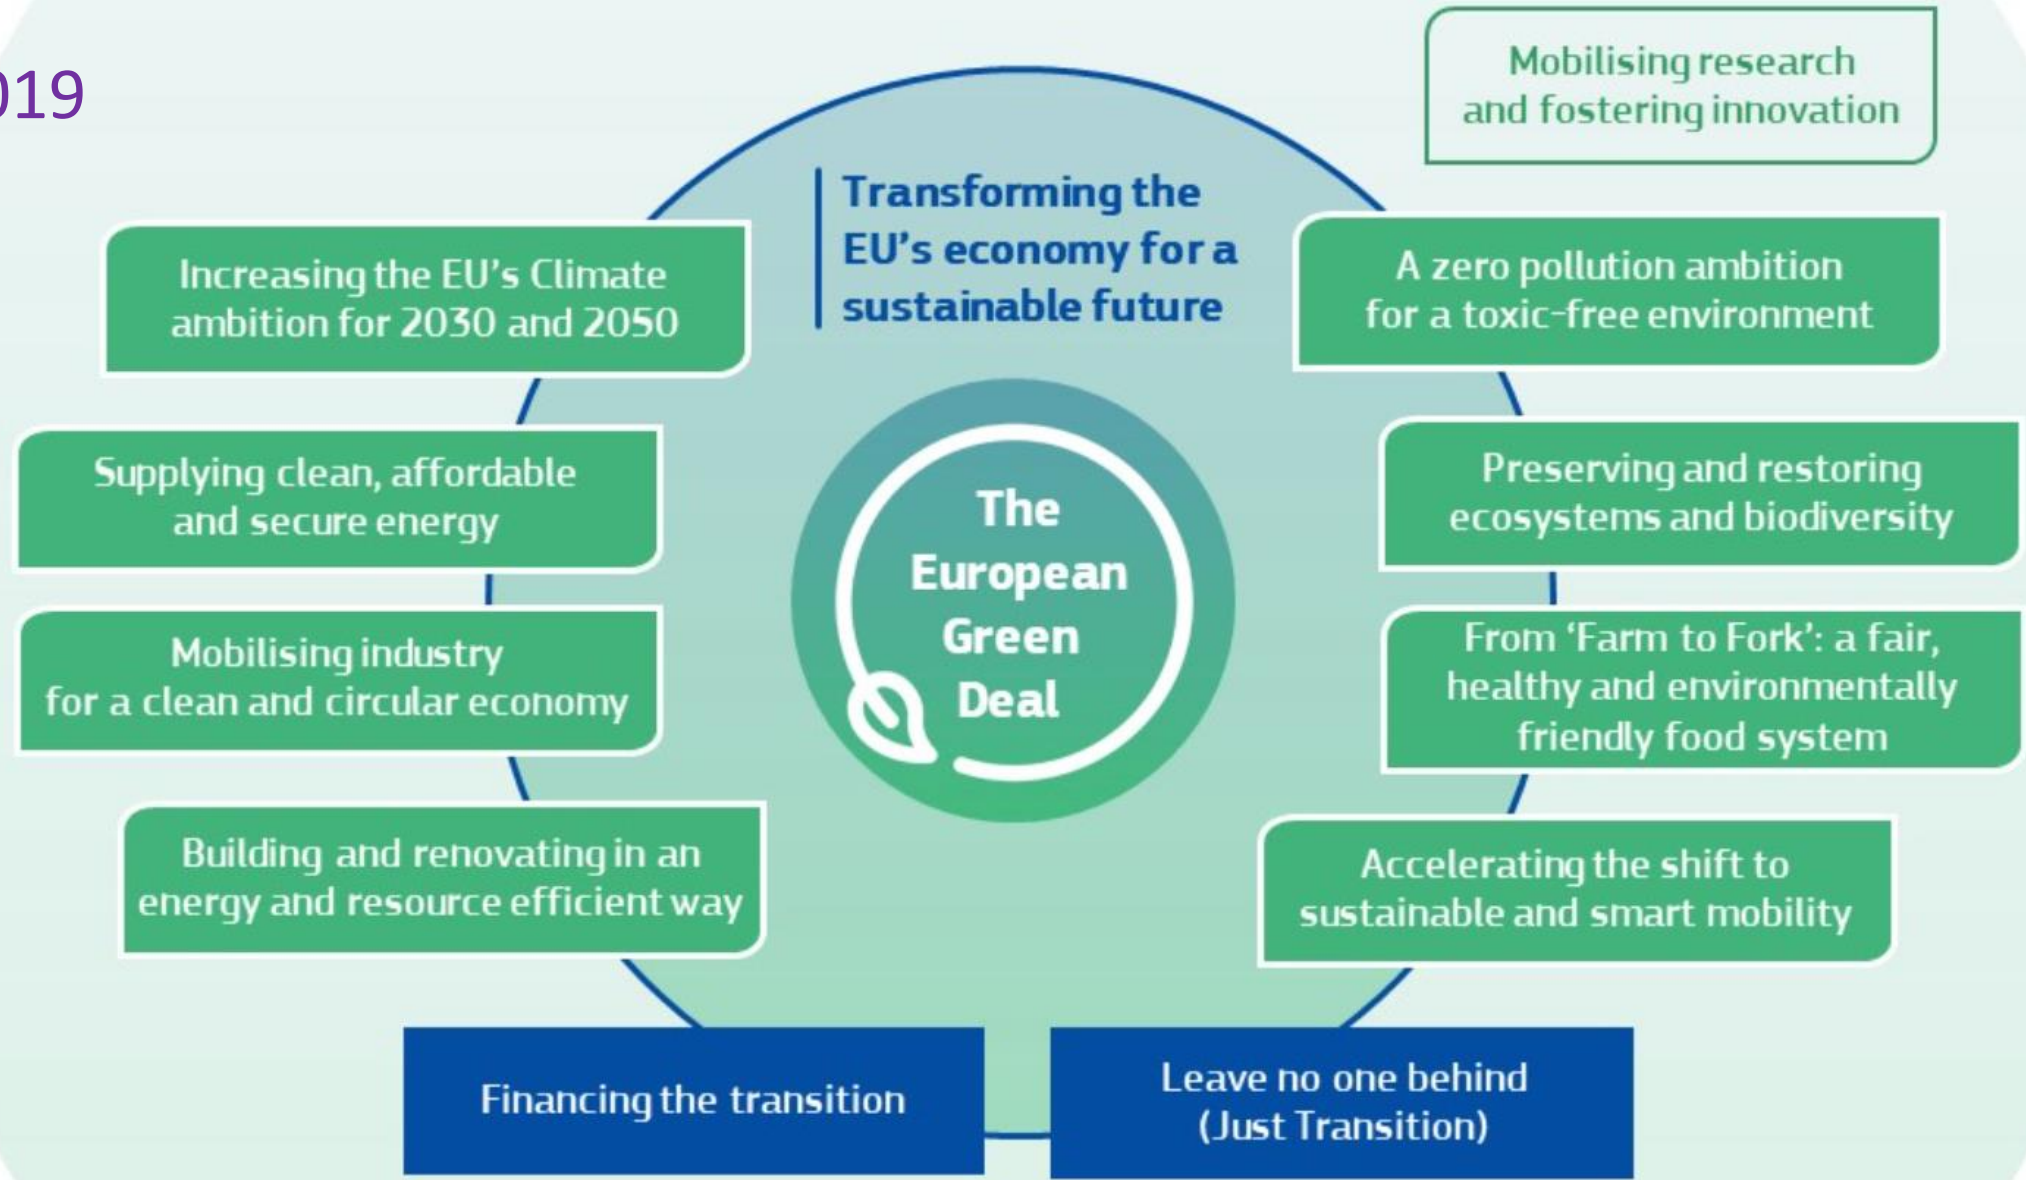 019
Mobilising research
and fostering innovation
Transforming the
EU's economy for a
sustainable future
Increasing the EU's Climate
ambition for 2030 and 2050
A zero pollution ambition
for a toxic-free environment
Supplying clean, affordable
and secure energy
Preserving and restoring
ecosystems and biodiversity
The
European
Green
Deal
Mobilising industry
for a clean and circular economy
From ‘Farm to Fork’: a fair,
healthy and environmentally
friendly food system
Building and renovating in an
energy and resource efficient way
Accelerating the shift to
sustainable and smart mobility
Financing the transition
Leave no one behind
(Just Transition)